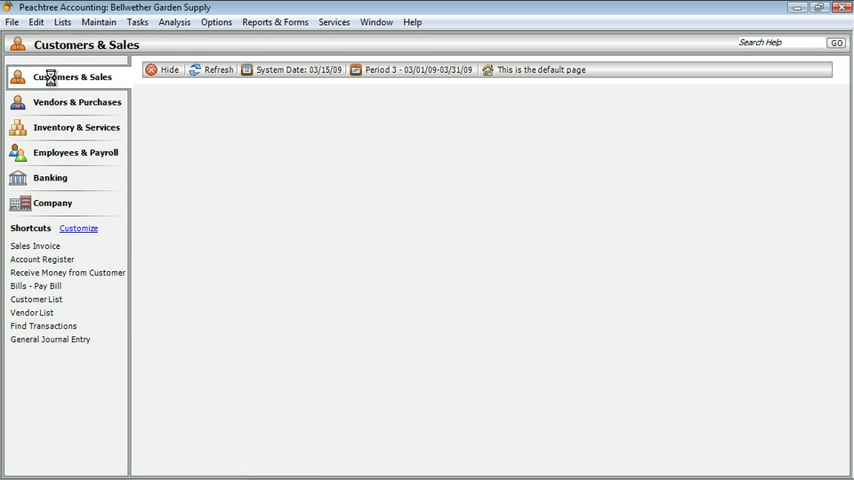 Peachtree Accounting: Bellwether Garden Supply
File Edit Lists Maintain Tasks Analysis Options Reports & Forms Services Window Help
Customers & Sales
Search Help GO
Hide Refresh System Date: 03/15/09 Period 3 - 03/01/09-03/31/09 This is the default page
Customers & Sales
Vendors & Purchases
Inventory & Services
Employees & Payroll
Banking
Company
Shortcuts Customize
Sales Invoice
Account Register
Receive Money from Customer
Bills - Pay Bill
Customer List
Vendor List
Find Transactions
General Journal Entry